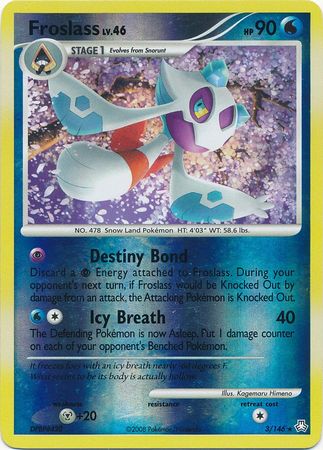 Froslass LV.46
HP 90
STAGE 1 Evolves from Snorunt
NO. 478 Snow Land Pokémon HT: 4'03" WT: 58.6 lbs.
Destiny Bond
Discard a Energy attached to Froslass. During your
opponent's next turn, if Froslass would be Knocked Out by
damage from an attack, the Attacking Pokémon is Knocked Out.
Icy Breath 40
The Defending Pokémon is now Asleep. Put 1 damage counter
on each of your opponent's Benched Pokémon.
It freezes foes with an icy breath nearly -60 degrees F.
What seems to be its body is actually hollow.
Illus. Kagemaru Himeno
weakness resistance retreat cost
+20
©2008 Pokémon
3/146